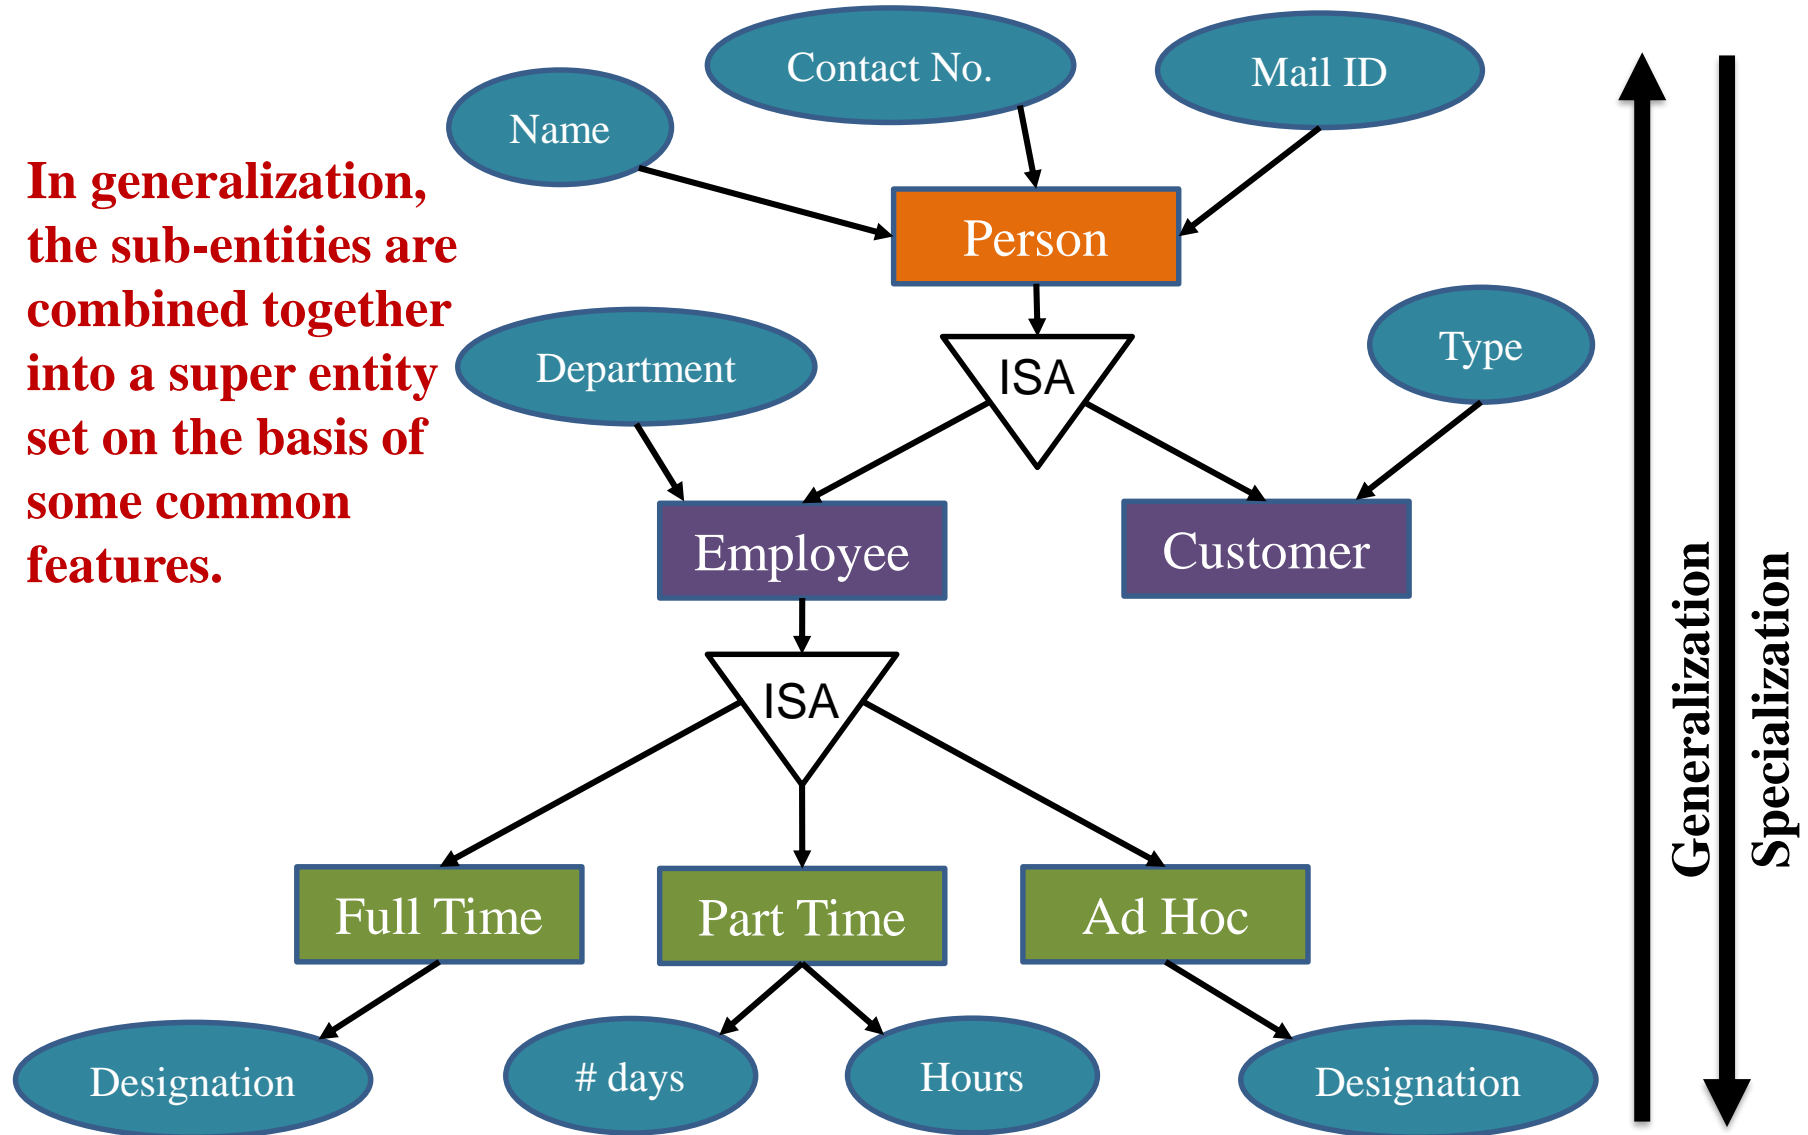 Contact No.
Mail ID
Name
In generalization,
the sub-entities are
combined together
into a super entity
set on the basis of
some common
features.
Person
Department
ISA
Type
Employee
Customer
ISA
Generalization
Specialization
Full Time
Part Time
Ad Hoc
Designation
# days
Hours
Designation